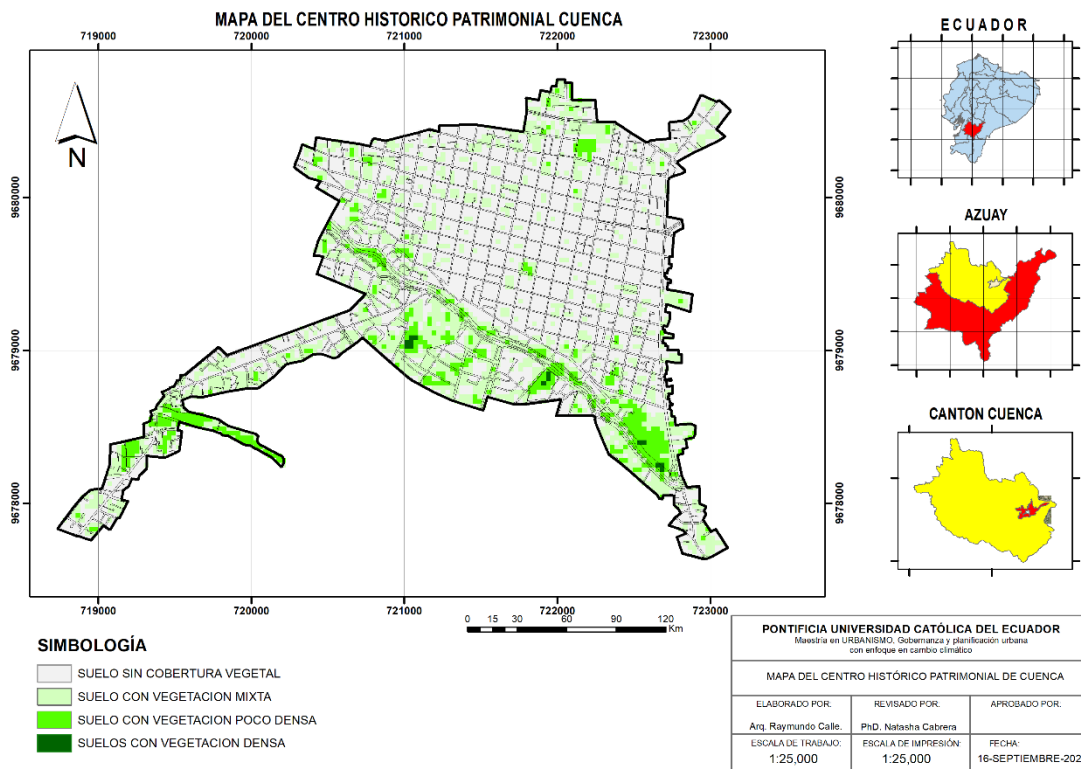 MAPA DEL CENTRO HISTORICO PATRIMONIAL CUENCA
719000 720000 721000 722000 723000
N
9680000 9680000
9679000 9679000
9678000 9678000
719000 720000 721000 722000 723000
0 15 30 60 90 120
Km
ECUADOR
AZUAY
CANTON CUENCA
SIMBOLOGÍA
SUELO SIN COBERTURA VEGETAL
SUELO CON VEGETACION MIXTA
SUELO CON VEGETACION POCO DENSA
SUELOS CON VEGETACION DENSA
PONTIFICIA UNIVERSIDAD CATÓLICA DEL ECUADOR
Maestría en URBANISMO, Gobernanza y planificación urbana
con enfoque en cambio climático
MAPA DEL CENTRO HISTÓRICO PATRIMONIAL DE CUENCA
ELABORADO POR: REVISADO POR: APROBADO POR:
Arq. Raymundo Calle. PhD. Natasha Cabrera
ESCALA DE TRABAJO: ESCALA DE IMPRESIÓN: FECHA:
1:25,000 1:25,000 16-SEPTIEMBRE-202